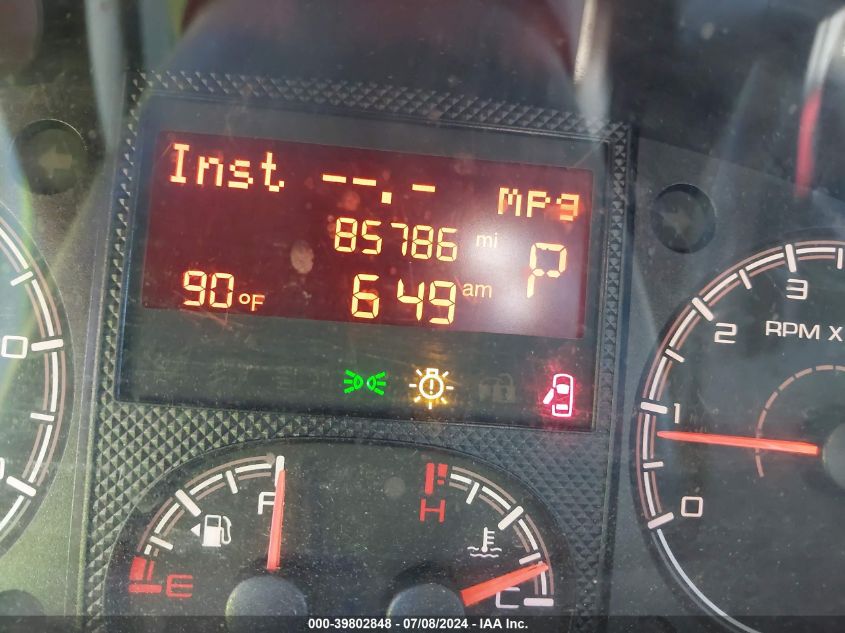 Inst --.- mpg
85786 mi
P
90°F 6 49 am
3
2
RPM X
1
0
0
F
H
E
C
000-39802848 - 07/08/2024 - IAA Inc.